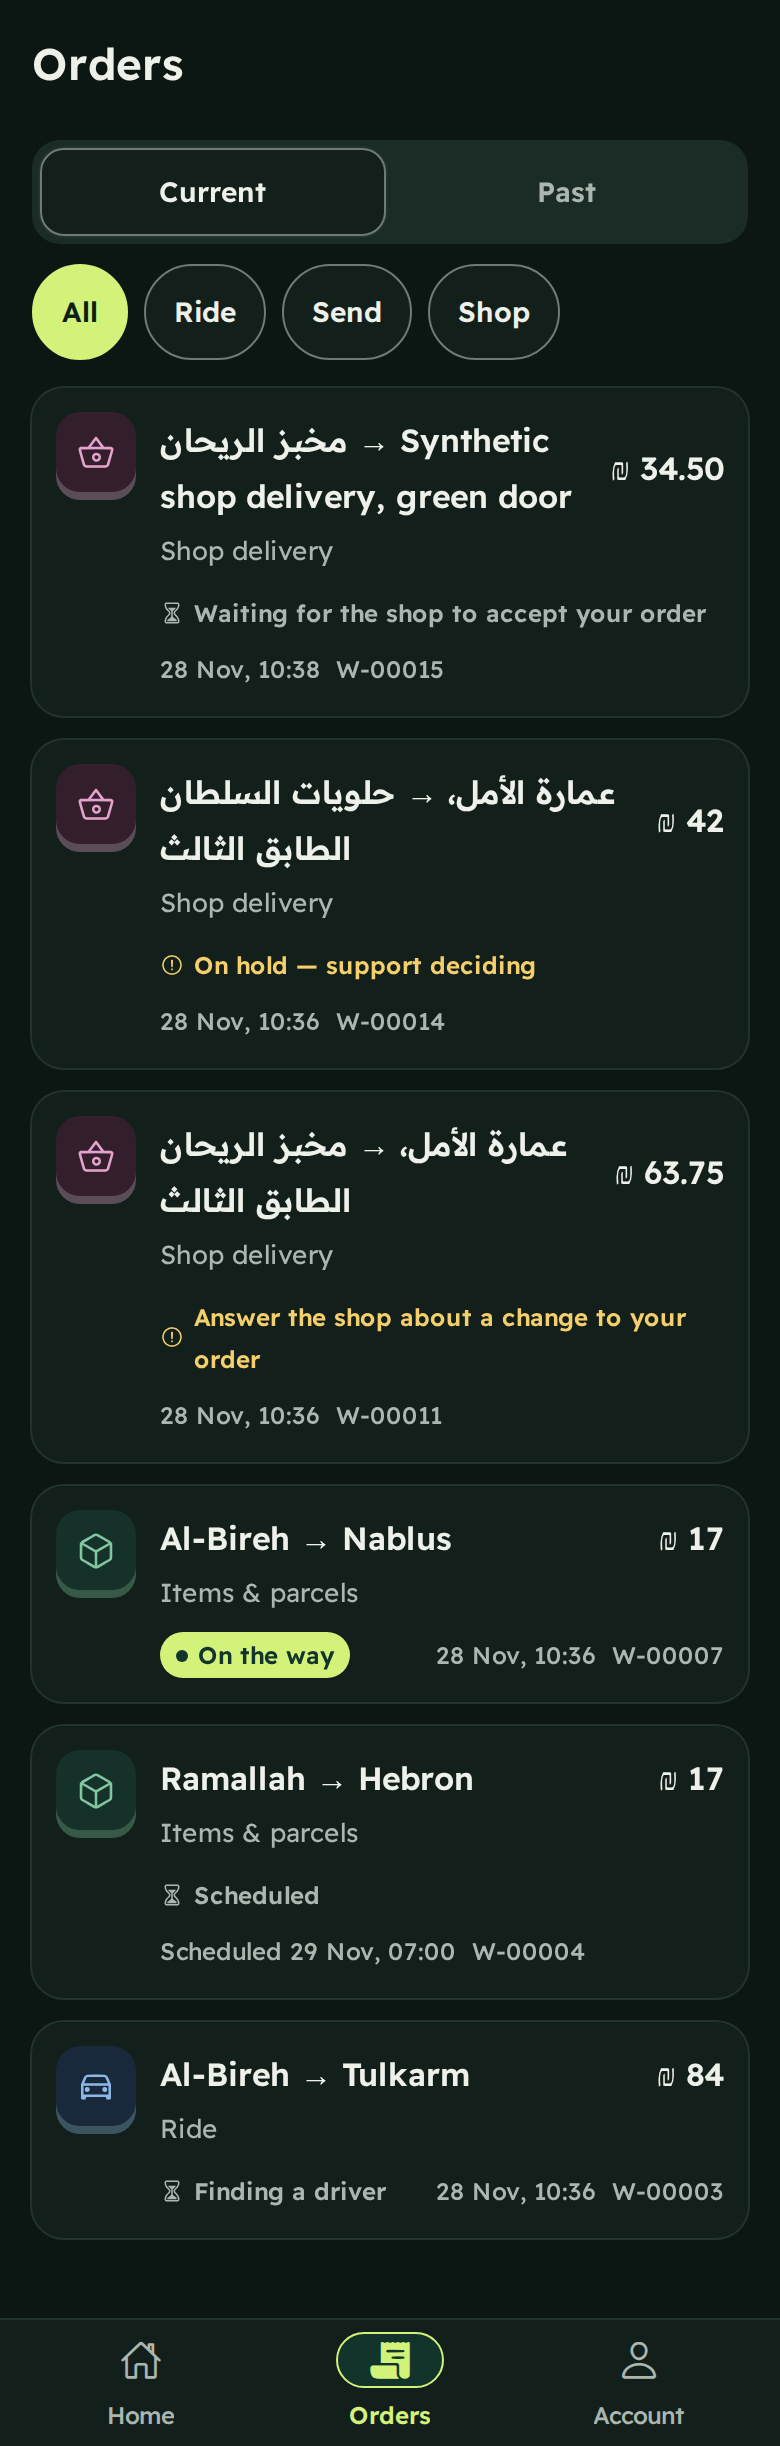 Orders
Current
Past
All
Ride
Send
Shop
مخبز الريحان → Synthetic
shop delivery, green door
₪ 34.50
Shop delivery
Waiting for the shop to accept your order
28 Nov, 10:38 W-00015
حلويات السلطان → عمارة الأمل،
الطابق الثالث
₪ 42
Shop delivery
On hold — support deciding
28 Nov, 10:36 W-00014
مخبز الريحان → عمارة الأمل،
الطابق الثالث
₪ 63.75
Shop delivery
Answer the shop about a change to your
order
28 Nov, 10:36 W-00011
Al-Bireh → Nablus
₪ 17
Items & parcels
On the way
28 Nov, 10:36 W-00007
Ramallah → Hebron
₪ 17
Items & parcels
Scheduled
Scheduled 29 Nov, 07:00 W-00004
Al-Bireh → Tulkarm
₪ 84
Ride
Finding a driver
28 Nov, 10:36 W-00003
Home
Orders
Account